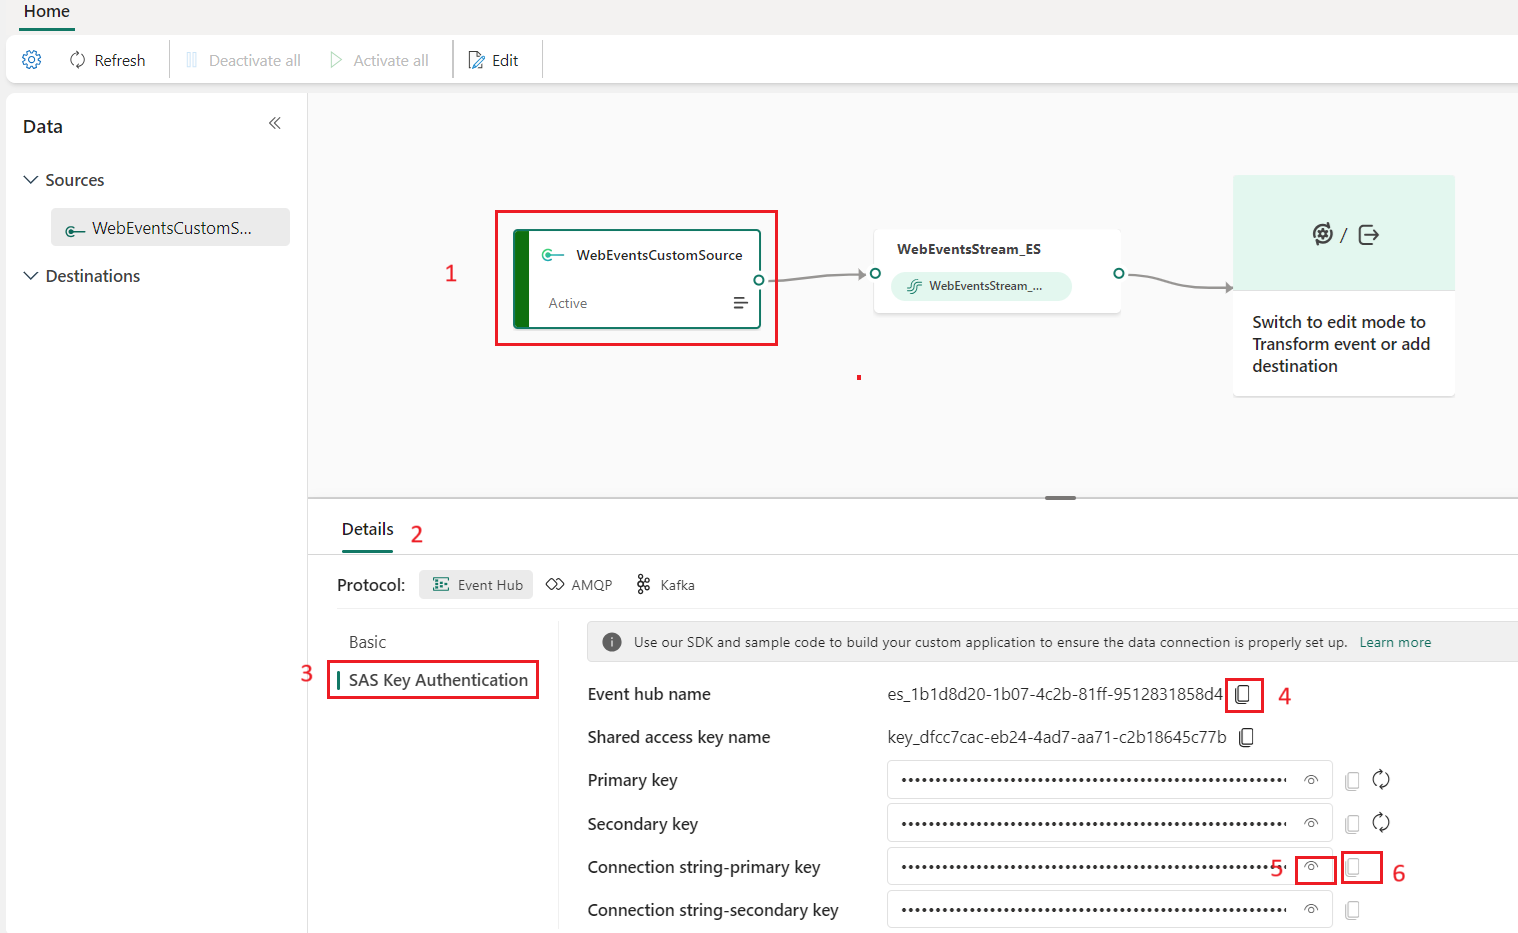 Home
Refresh
Deactivate all
Activate all
Edit
Data
Sources
WebEventsCustomS...
Destinations
1
WebEventsCustomSource
Active
WebEventsStream_ES
WebEventsStream_...
/
Switch to edit mode to
Transform event or add
destination
Details
2
Protocol:
Event Hub
AMQP
Kafka
Basic
3
SAS Key Authentication
Use our SDK and sample code to build your custom application to ensure the data connection is properly set up. Learn more
Event hub name
es_1b1d8d20-1b07-4c2b-81ff-9512831858d4
4
Shared access key name
key_dfcc7cac-eb24-4ad7-aa71-c2b18645c77b
Primary key
Secondary key
Connection string-primary key
5
6
Connection string-secondary key